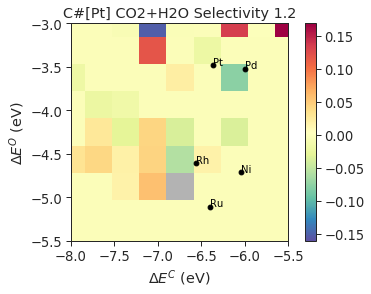 C#[Pt] CO2+H2O Selectivity 1.2
−3.0
−3.5
−4.0
−4.5
−5.0
−5.5
ΔE^O (eV)
Pt
Pd
Rh
Ni
Ru
−8.0 −7.5 −7.0 −6.5 −6.0 −5.5
ΔE^C (eV)
0.15
0.10
0.05
0.00
−0.05
−0.10
−0.15